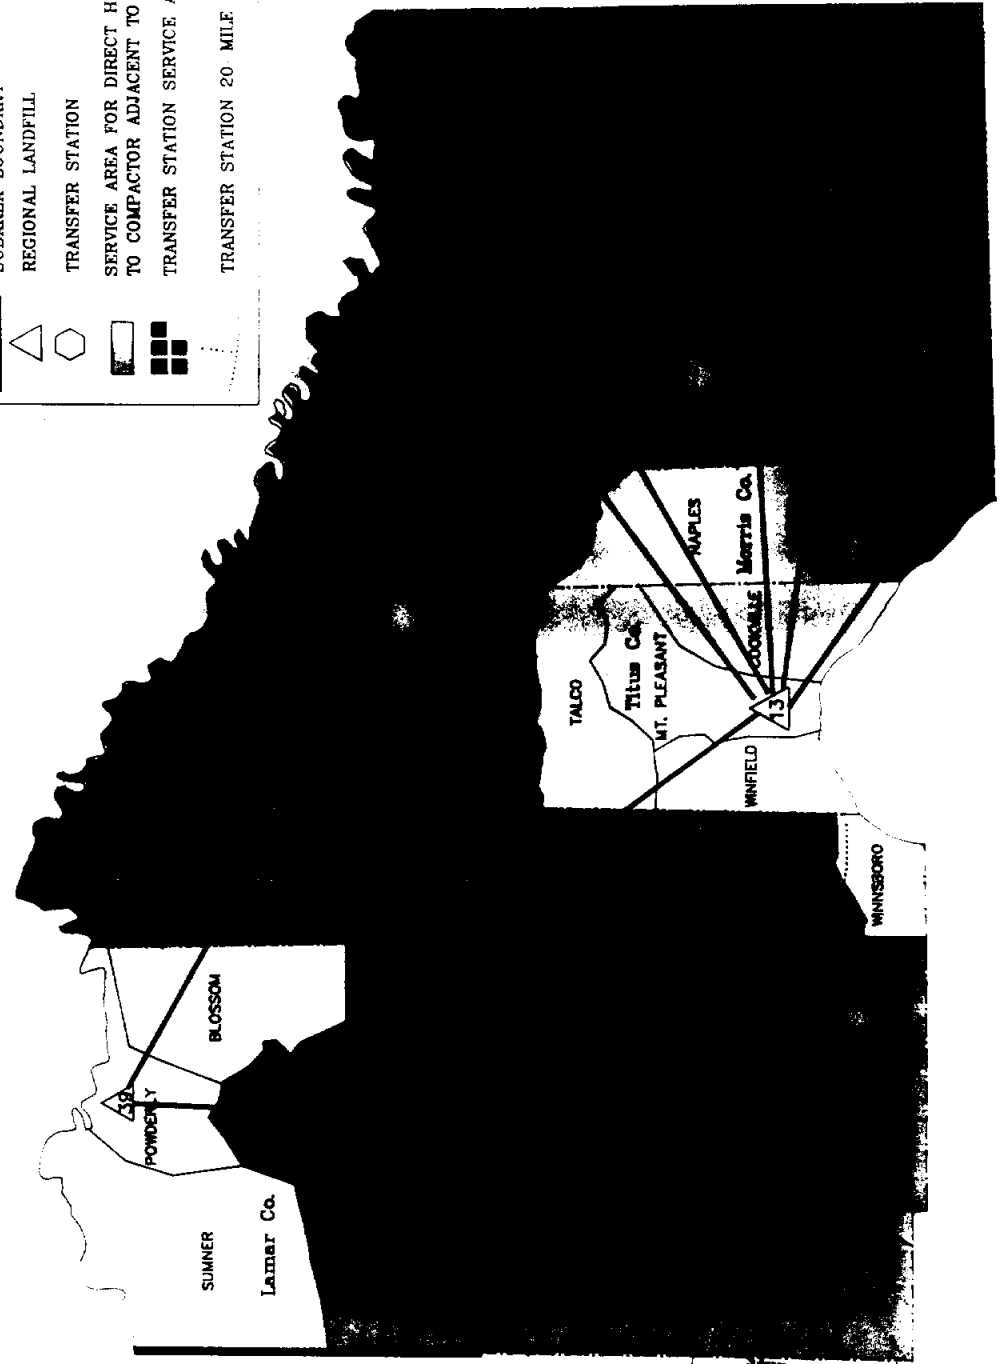 REGIONAL LANDFILL
TRANSFER STATION
SERVICE AREA FOR DIRECT H
TO COMPACTOR ADJACENT TO
TRANSFER STATION SERVICE
TRANSFER STATION 20 MILE
39
POWDERLY
BLOSSOM
SUMNER
Lamar Co.
TALCO
Titus Co.
MT. PLEASANT
NAPLES
Morris Co.
COOKVILLE
13
WINFIELD
WINNSBORO